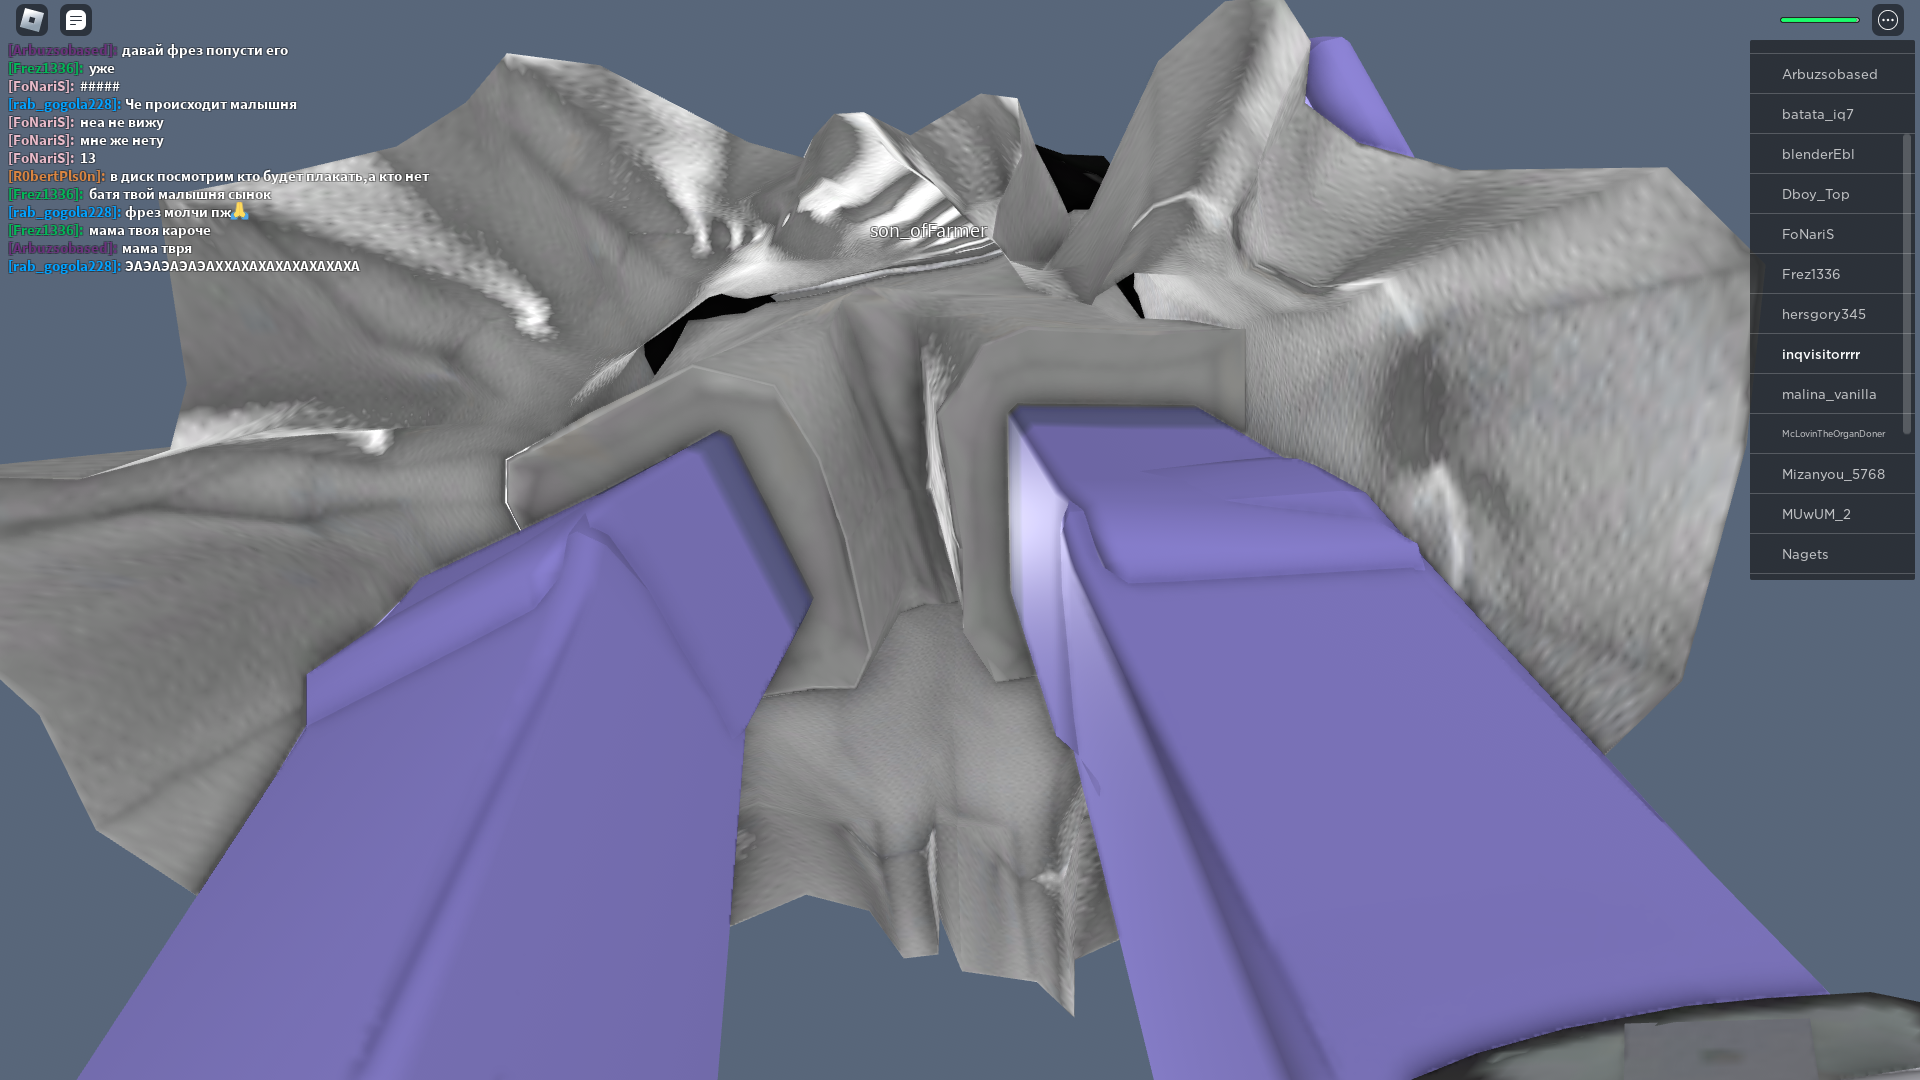 [Arbuzsobased]: давай фрез попусти его
[Frez1336]: уже
[FoNariS]: #####
[rab_gogola228]: Че происходит малышня
[FoNariS]: неа не вижу
[FoNariS]: мне же нету
[FoNariS]: 13
[R0bertPls0n]: в диск посмотрим кто будет плакать,а кто нет
[Frez1336]: батя твой малышня сынок
[rab_gogola228]: фрез молчи пж🙏
[Frez1336]: мама твоя кароче
[Arbuzsobased]: мама твря
[rab_gogola228]: ЭАЭАЭАЭАЭАХХАХАХАХАХАХАХАХА
son_ofFarmer
Arbuzsobased
batata_iq7
blenderEbl
Dboy_Top
FoNariS
Frez1336
hersgory345
inqvisitorrrr
malina_vanilla
McLovinTheOrganDoner
Mizanyou_5768
MUwUM_2
Nagets